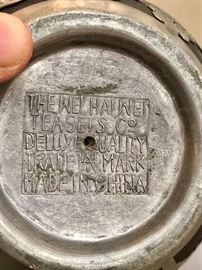 THE WEI HAI WEI
TEASETS Cº
DELUXE QUALITY
TRADE MARK
MADE IN CHINA